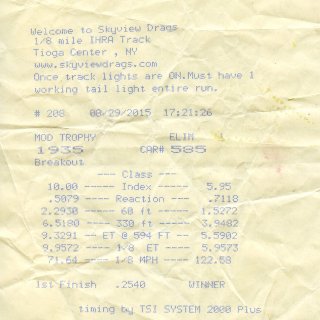 Welcome to Skyview Drags
1/8 mile IHRA Track
Tioga Center , NY
www.skyviewdrags.com
Once track lights are ON.Must have 1
working tail light entire run.
# 208 08/29/2015 17:21:26
MOD TROPHY ELIM
1935 CAR# 585
Breakout
--- Class ---
10.00 ---- Index ----- 5.95
.5079 ---- Reaction --- .7118
2.2930 ----- 60 ft ---- 1.5272
6.5180 ---- 330 ft ---- 3.9482
9.3291 -- ET @ 594 FT -- 5.5902
9.9572 ---- 1/8 ET ---- 5.9573
71.64 ---- 1/8 MPH ---- 122.58
1st Finish .2540 WINNER
timing by TSI SYSTEM 2000 Plus